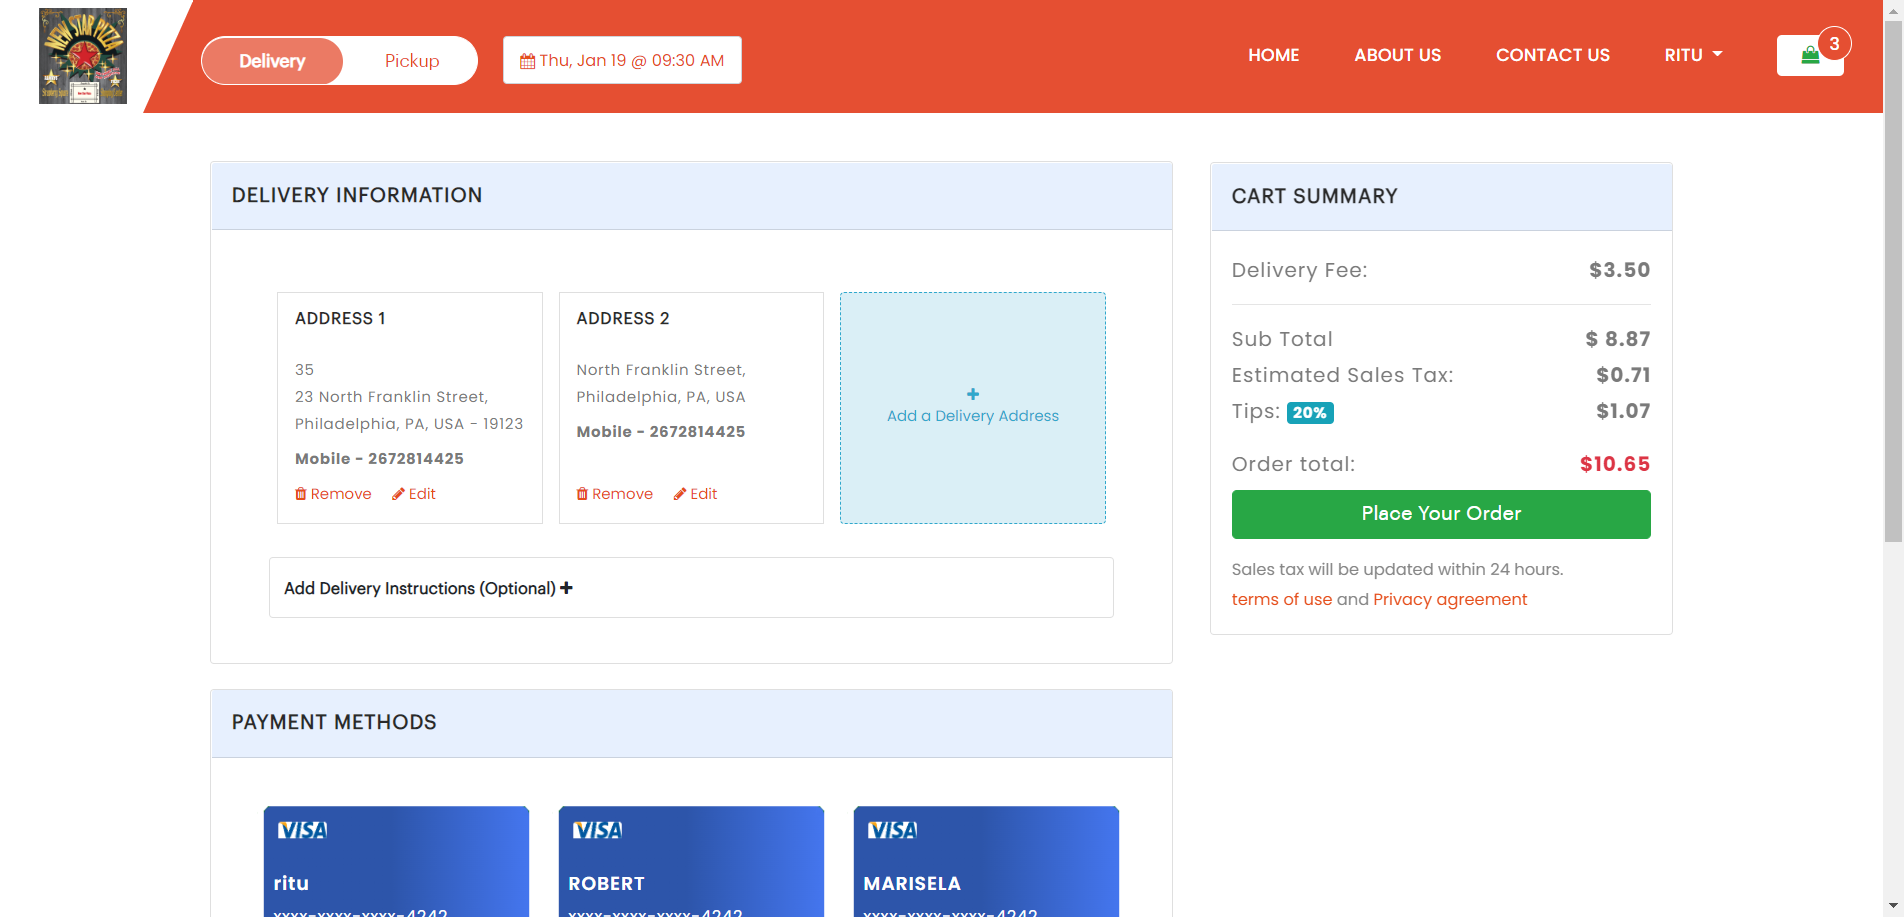 NEW STAR PIZZA
Delivery
Pickup
Thu, Jan 19 @ 09:30 AM
HOME
ABOUT US
CONTACT US
RITU
3
DELIVERY INFORMATION
ADDRESS 1
35
23 North Franklin Street,
Philadelphia, PA, USA - 19123
Mobile - 2672814425
Remove
Edit
ADDRESS 2
North Franklin Street,
Philadelphia, PA, USA
Mobile - 2672814425
Remove
Edit
Add a Delivery Address
Add Delivery Instructions (Optional)
CART SUMMARY
Delivery Fee: $3.50
Sub Total $ 8.87
Estimated Sales Tax: $0.71
Tips: 20% $1.07
Order total: $10.65
Place Your Order
Sales tax will be updated within 24 hours.
terms of use and Privacy agreement
PAYMENT METHODS
VISA
ritu
xxxx-xxxx-xxxx-4242
VISA
ROBERT
xxxx-xxxx-xxxx-4242
VISA
MARISELA
xxxx-xxxx-xxxx-4242